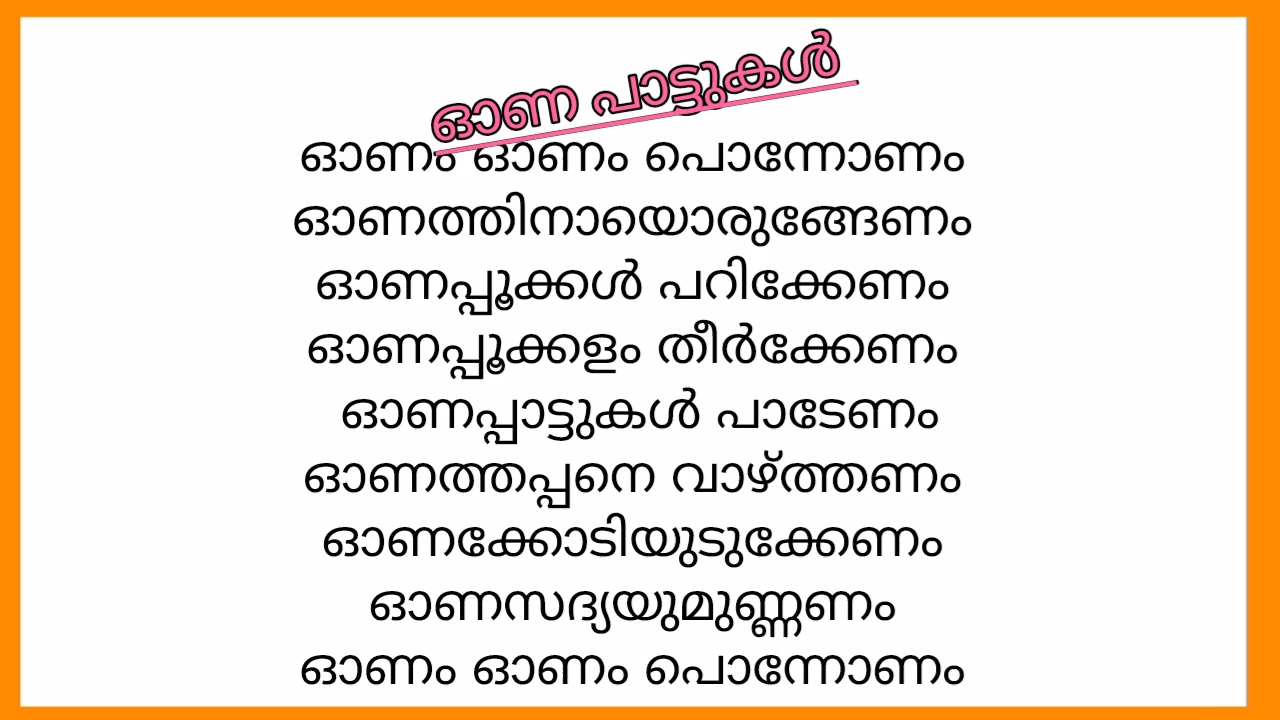 ഓണ പാട്ടുകൾ
ഓണം ഓണം പൊന്നോണം
ഓണത്തിനായൊരുങ്ങേണം
ഓണപ്പൂക്കൾ പറിക്കേണം
ഓണപ്പൂക്കളം തീർക്കേണം
ഓണപ്പാട്ടുകൾ പാടേണം
ഓണത്തപ്പനെ വാഴ്ത്തണം
ഓണക്കോടിയുടുക്കേണം
ഓണസദ്യയുമുണ്ണണം
ഓണം ഓണം പൊന്നോണം